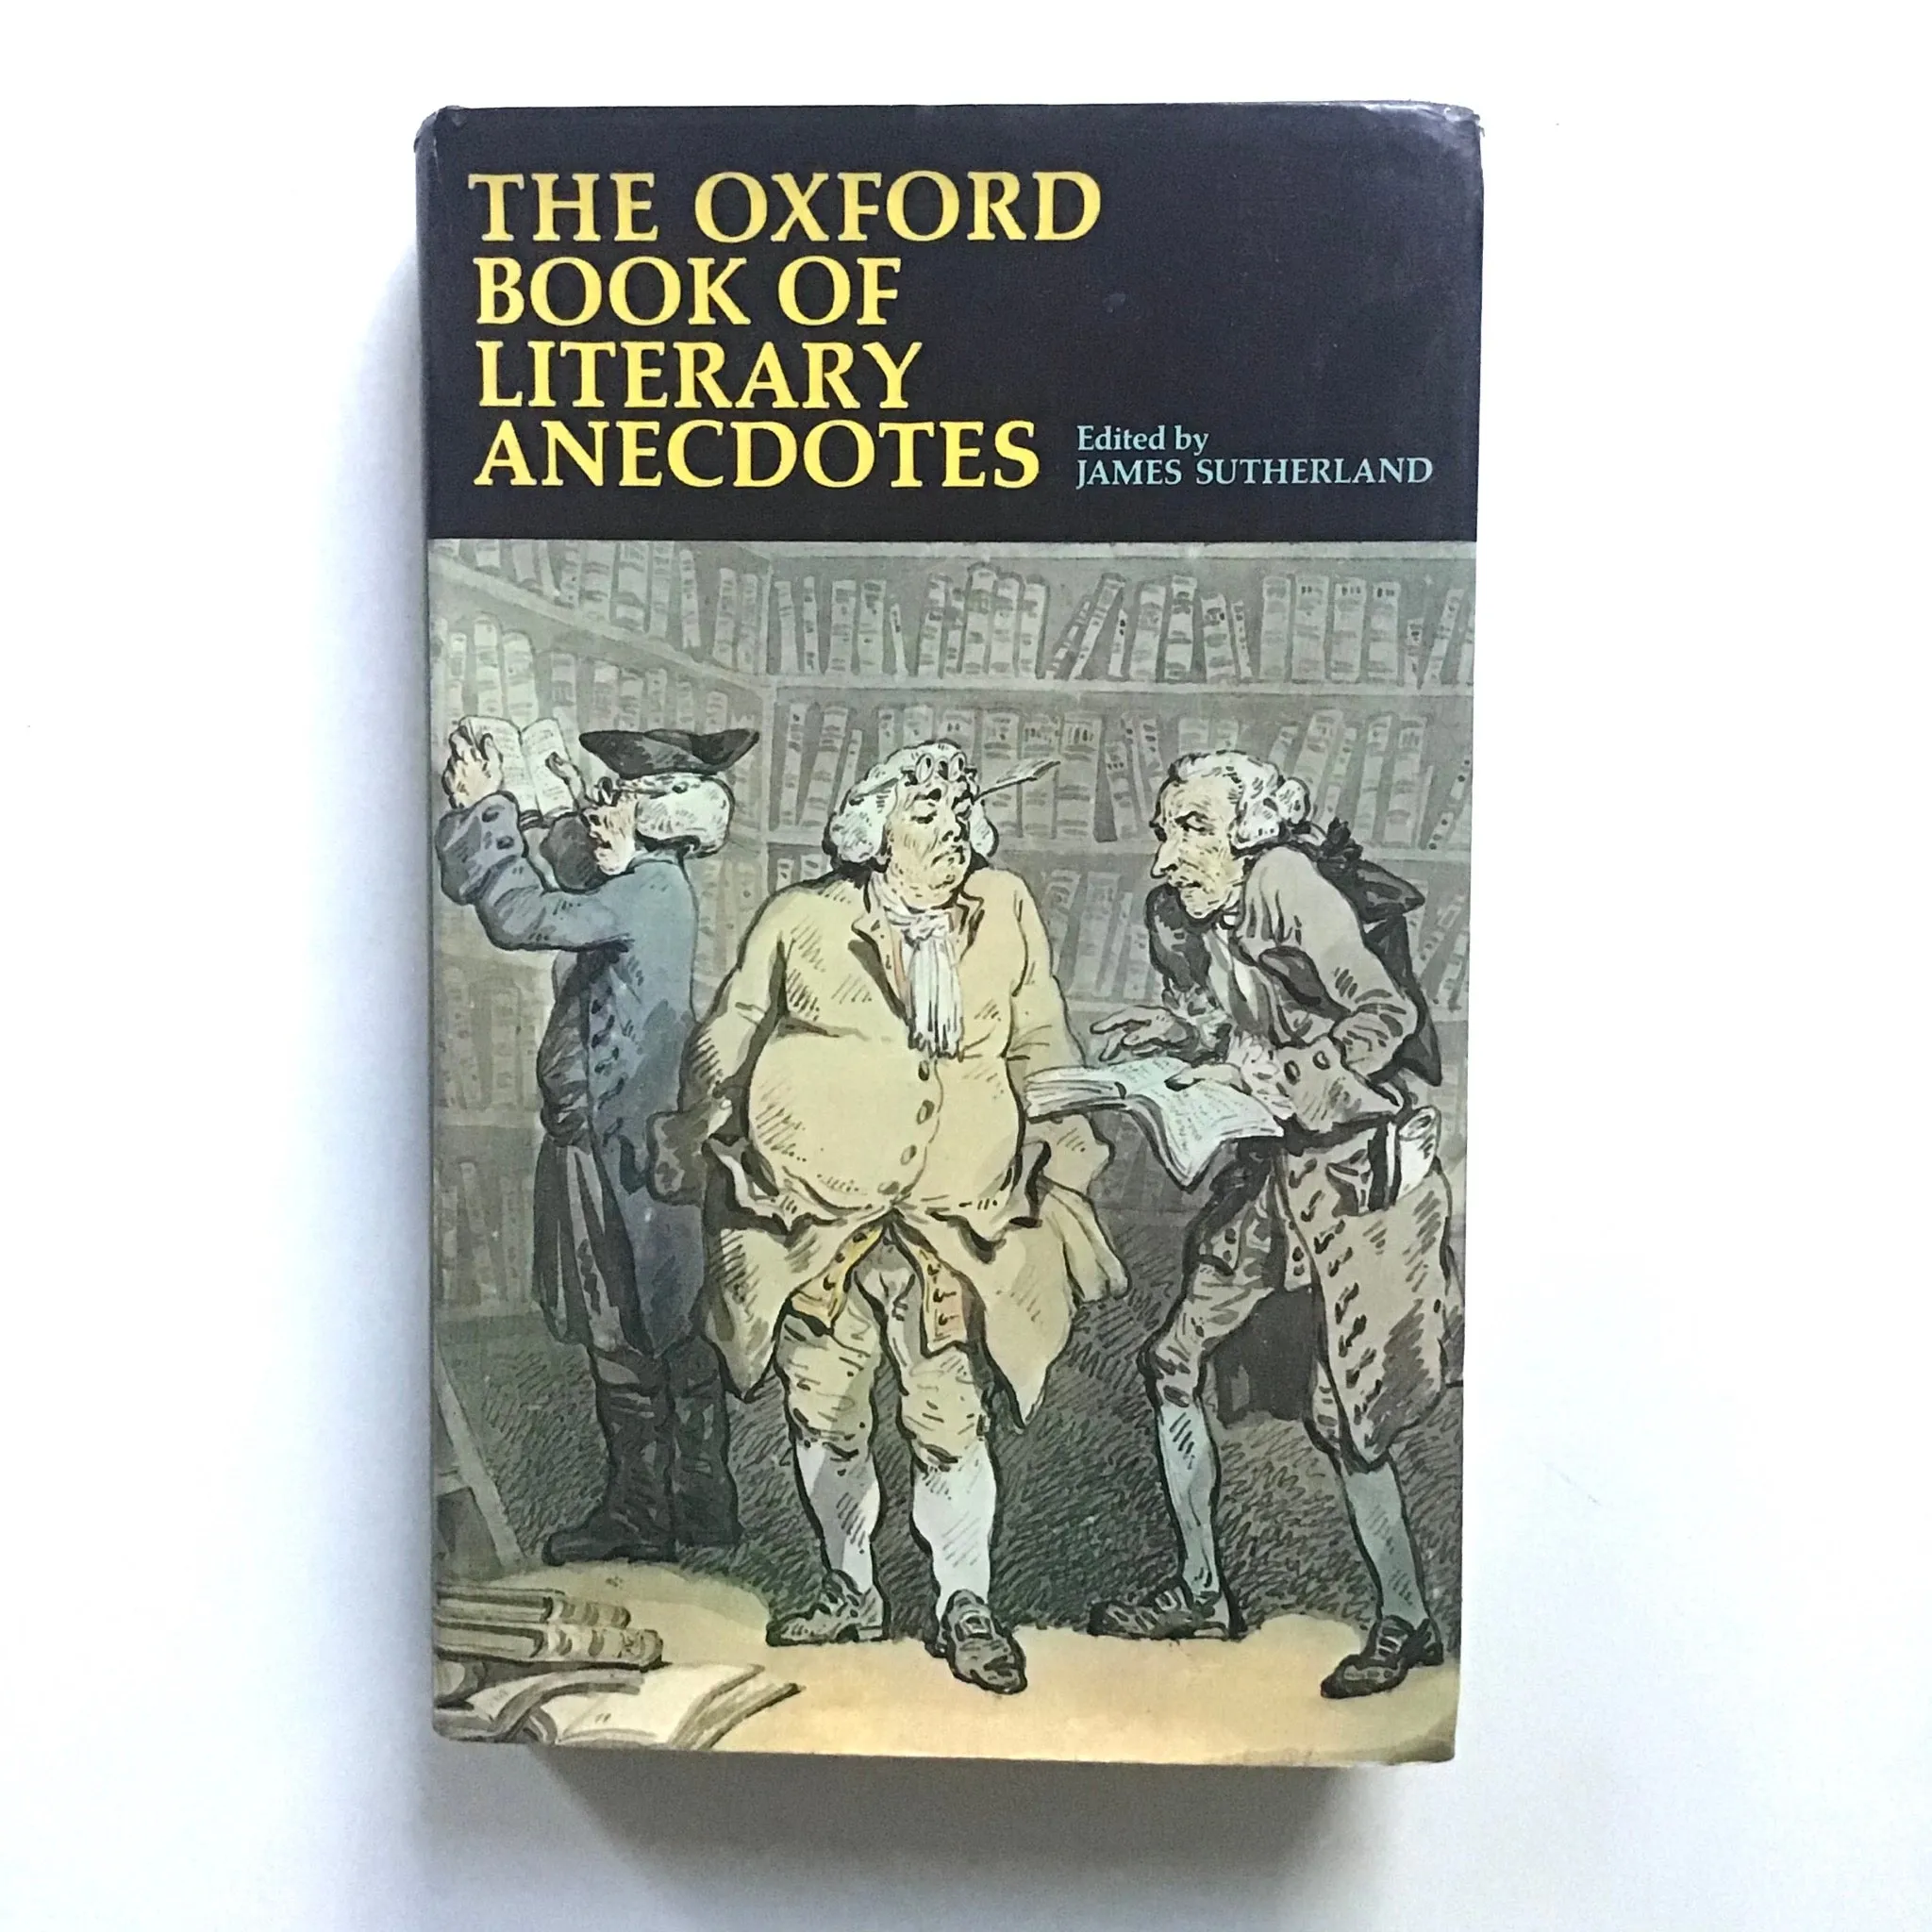 THE OXFORD
BOOK OF
LITERARY
ANECDOTES
Edited by
JAMES SUTHERLAND